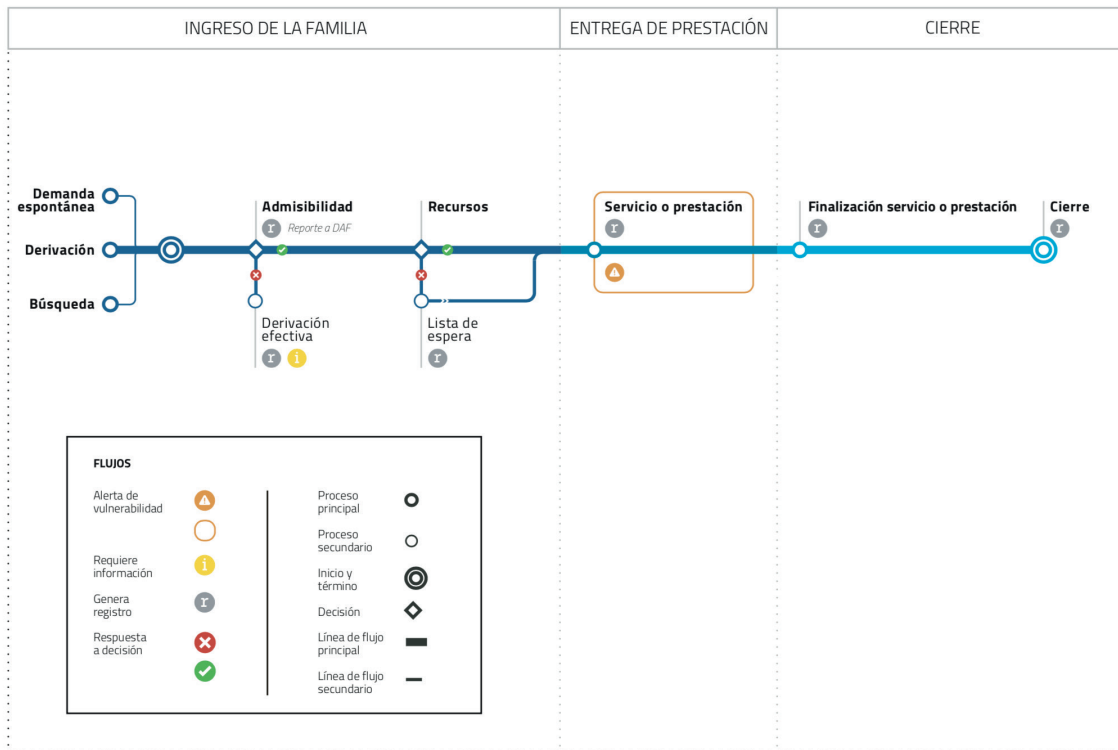 INGRESO DE LA FAMILIA
ENTREGA DE PRESTACIÓN
CIERRE
Demanda
espontánea
Derivación
Búsqueda
Admisibilidad
r Reporte a DAF
Recursos
Servicio o prestación
r
Finalización servicio o prestación
r
Cierre
r
Derivación
efectiva
r i
Lista de
espera
r
FLUJOS
Alerta de
vulnerabilidad
Requiere
información
i
Genera
registro
r
Respuesta
a decisión
Proceso
principal
Proceso
secundario
Inicio y
término
Decisión
Línea de flujo
principal
Línea de flujo
secundario